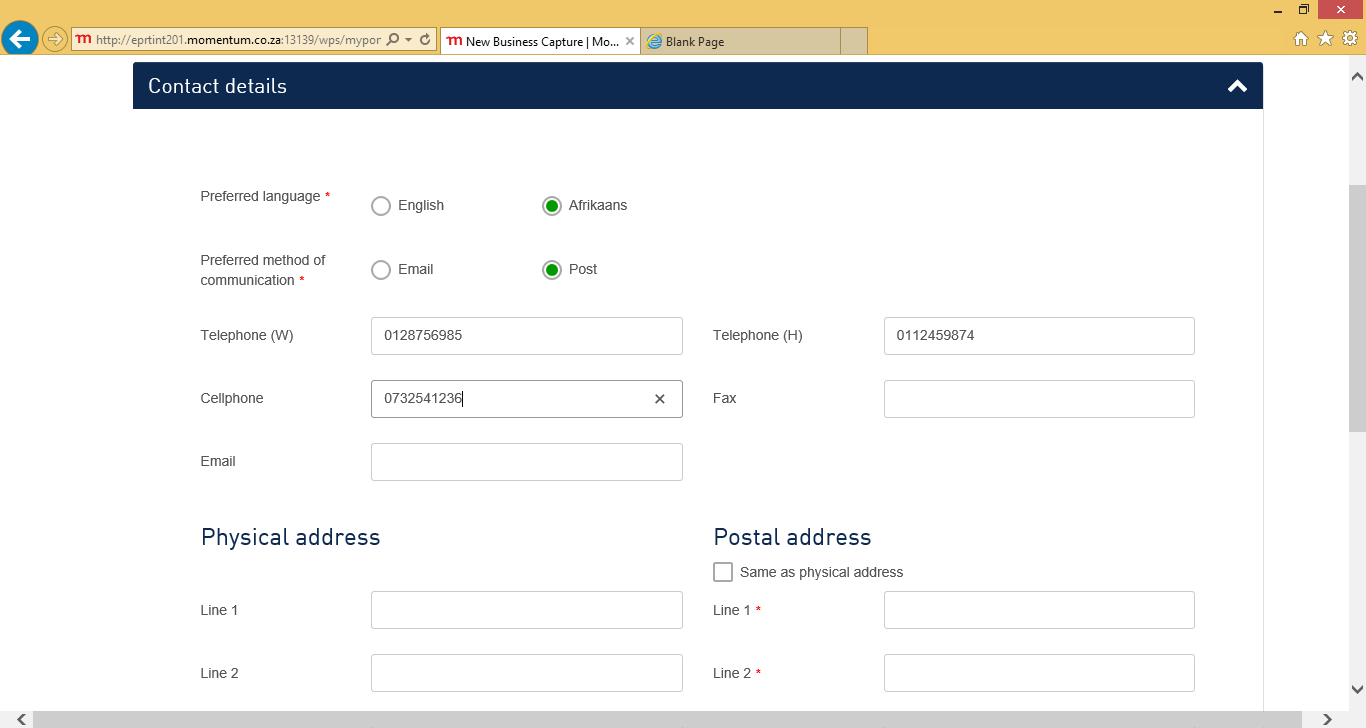 http://eprtint201.momentum.co.za:13139/wps/mypor
m New Business Capture | Mo...
Blank Page
Contact details
Preferred language *
English
Afrikaans
Preferred method of
communication *
Email
Post
Telephone (W)
0128756985
Telephone (H)
0112459874
Cellphone
0732541236
Fax
Email
Physical address
Postal address
Same as physical address
Line 1
Line 1 *
Line 2
Line 2 *